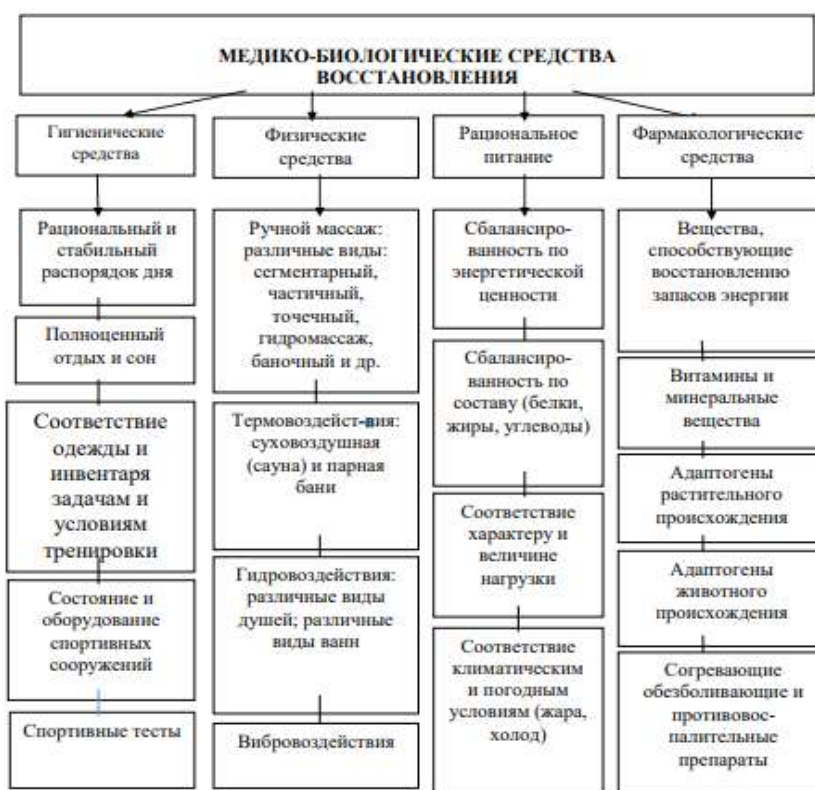 МЕДИКО-БИОЛОГИЧЕСКИЕ СРЕДСТВА
ВОССТАНОВЛЕНИЯ
Гигиенические
средства
Физические
средства
Рациональное
питание
Фармакологические
средства
Рациональный и
стабильный
распорядок дня
Полноценный
отдых и сон
Соответствие
одежды и
инвентаря
задачам и
условиям
тренировки
Состояние и
оборудование
спортивных
сооружений
Спортивные тесты
Ручной массаж:
различные виды:
сегментарный,
частичный,
точечный,
гидромассаж,
баночный и др.
Термовоздейст-вия:
суховоздушная
(сауна) и парная
бани
Гидровоздействия:
различные виды
душей; различные
виды ванн
Вибровоздействия
Сбалансиро-
ванность по
энергетической
ценности
Сбалансиро-
ванность по
составу (белки,
жиры, углеводы)
Соответствие
характеру и
величине
нагрузки
Соответствие
климатическим
и погодным
условиям (жара,
холод)
Вещества,
способствующие
восстановлению
запасов энергии
Витамины и
минеральные
вещества
Адаптогены
растительного
происхождения
Адаптогены
животного
происхождения
Согревающие
обезболивающие и
противовос-
палительные
препараты